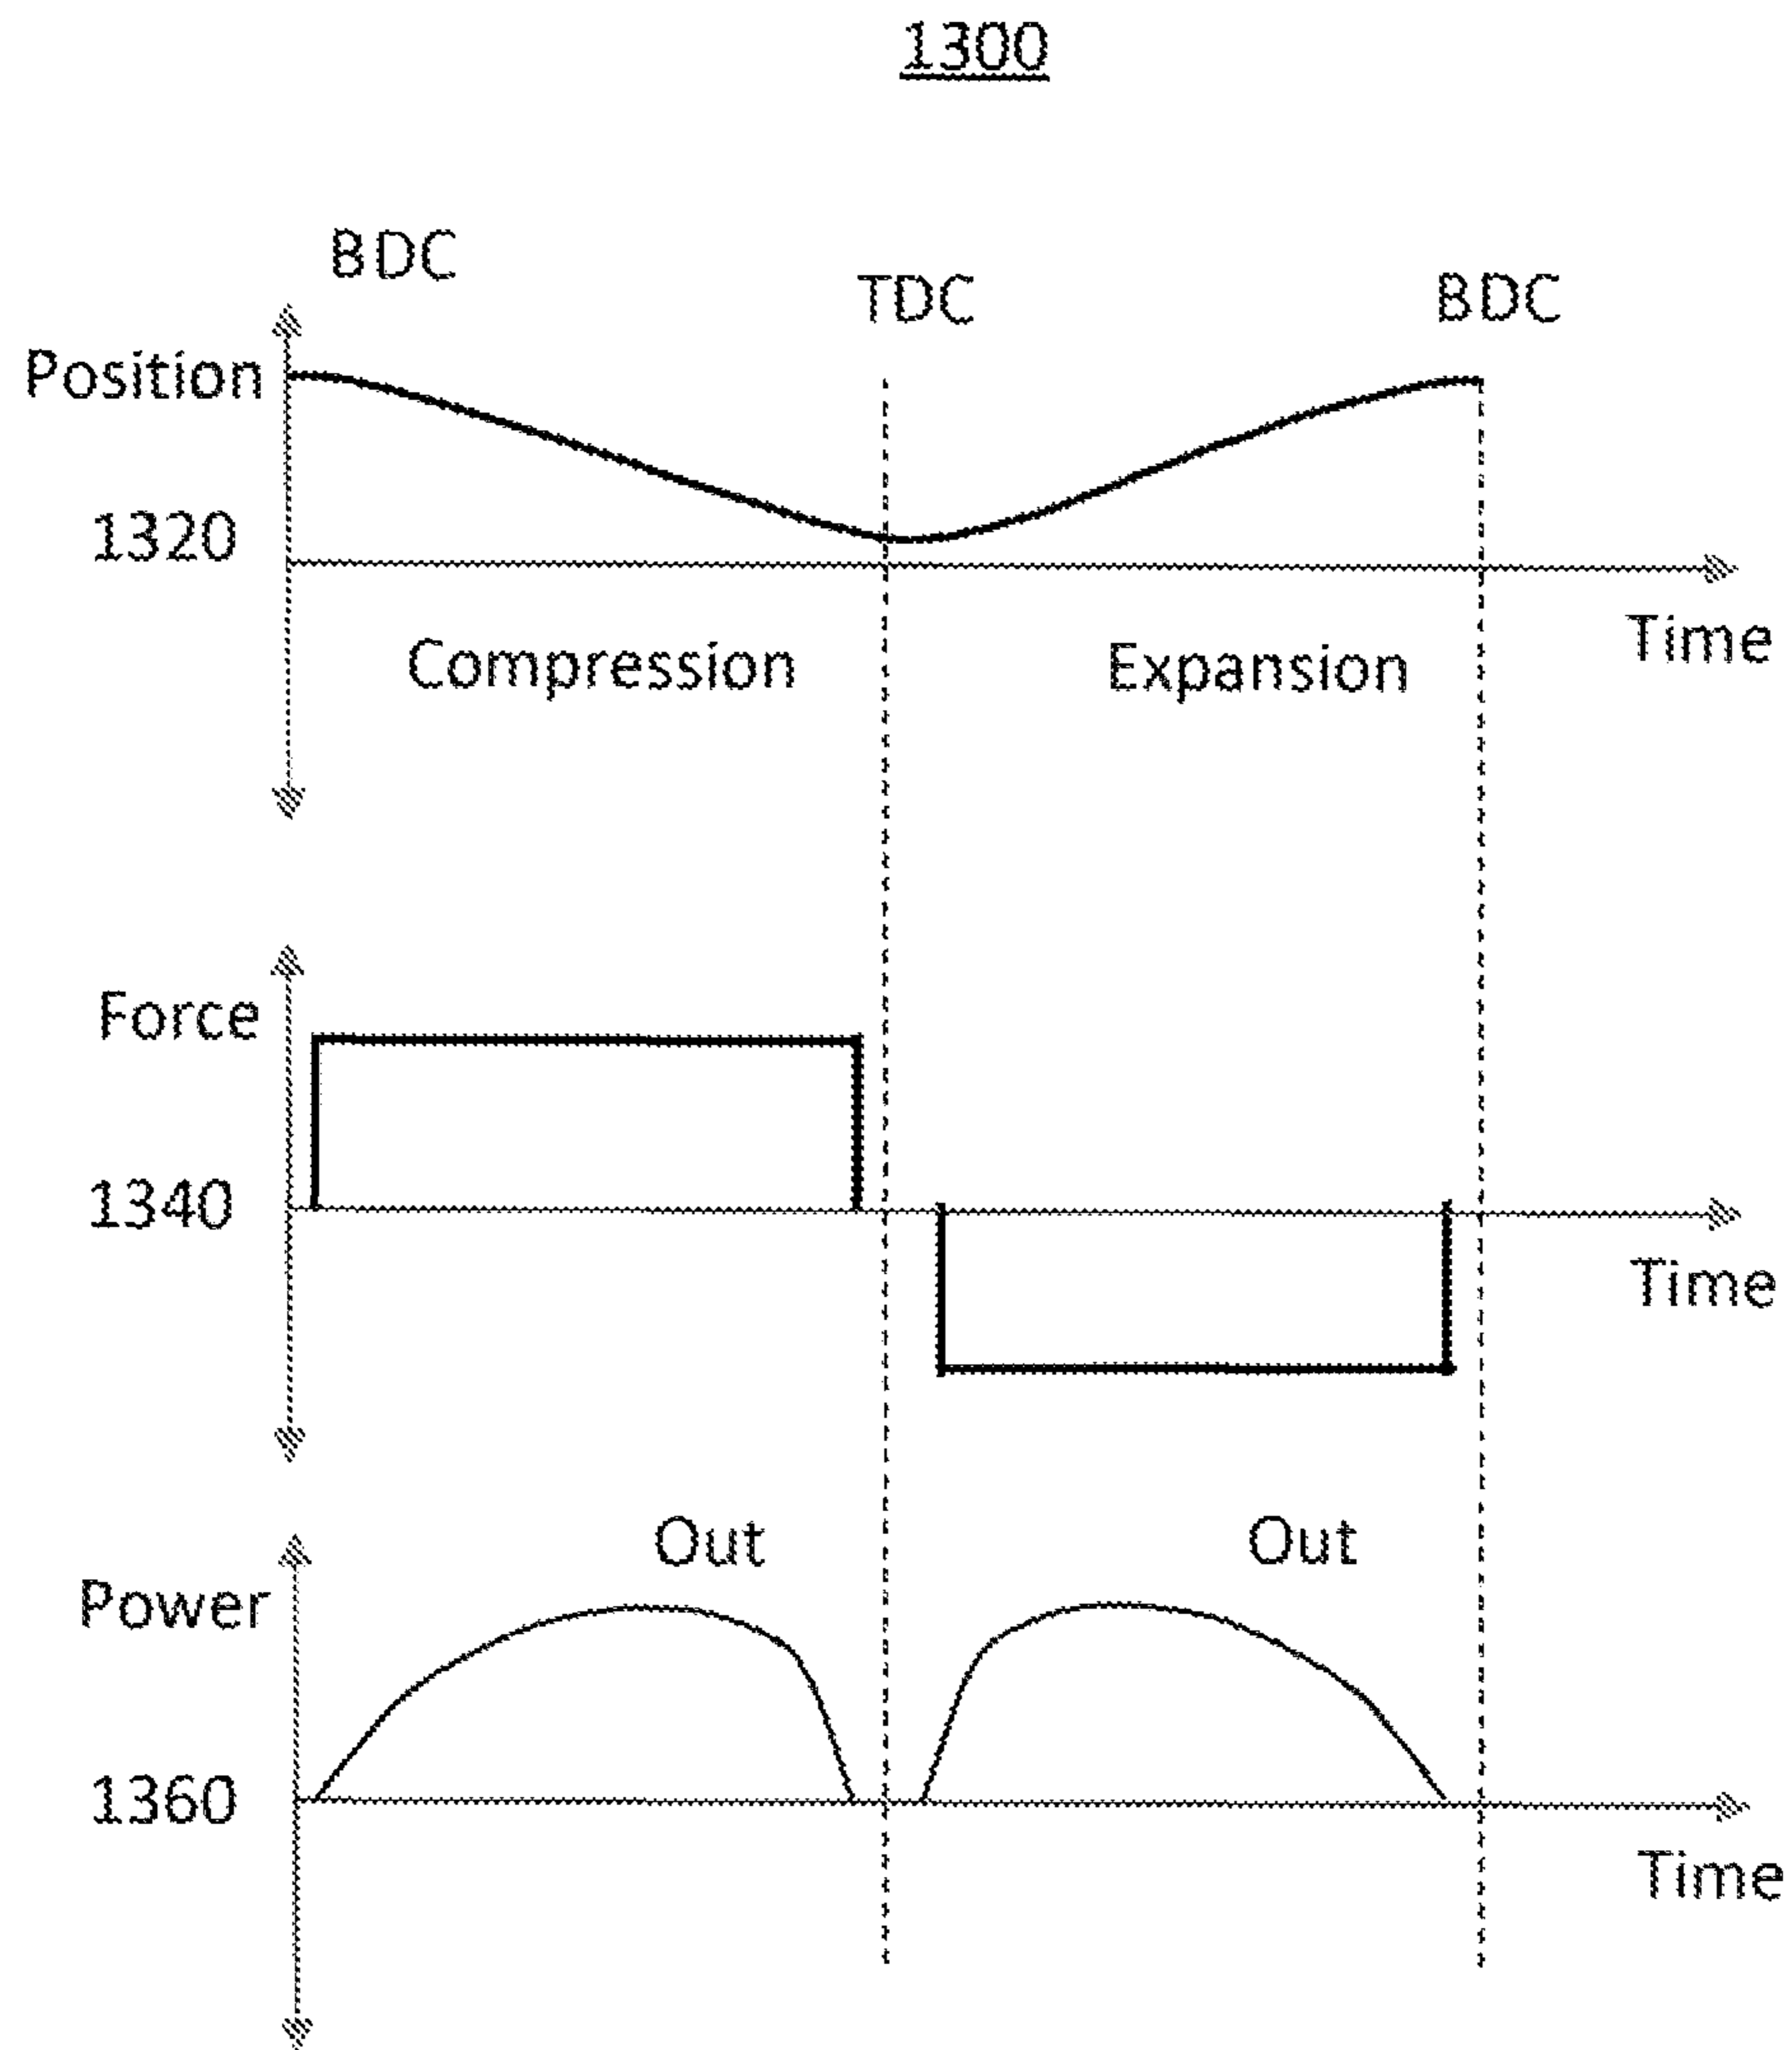 1300
BDC
TDC
BDC
Position
1320
Time
Compression
Expansion
Force
1340
Time
Out
Out
Power
1360
Time